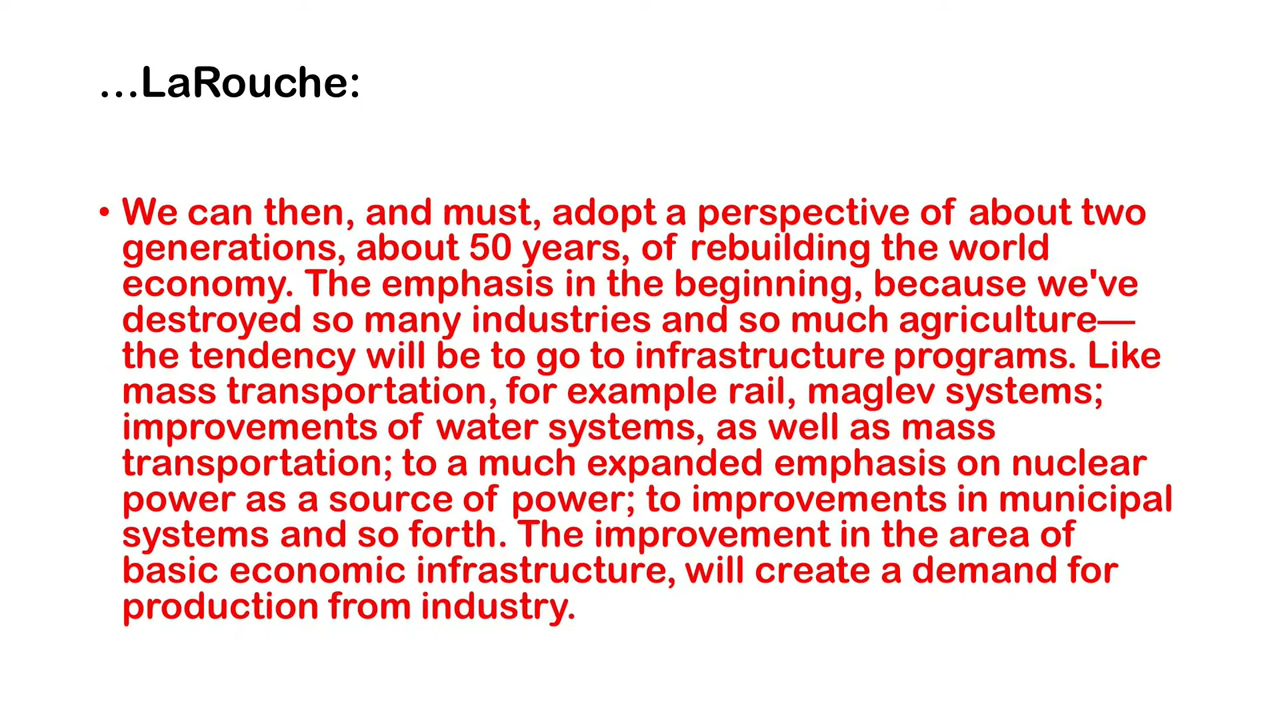 …LaRouche:
• We can then, and must, adopt a perspective of about two
generations, about 50 years, of rebuilding the world
economy. The emphasis in the beginning, because we've
destroyed so many industries and so much agriculture—
the tendency will be to go to infrastructure programs. Like
mass transportation, for example rail, maglev systems;
improvements of water systems, as well as mass
transportation; to a much expanded emphasis on nuclear
power as a source of power; to improvements in municipal
systems and so forth. The improvement in the area of
basic economic infrastructure, will create a demand for
production from industry.